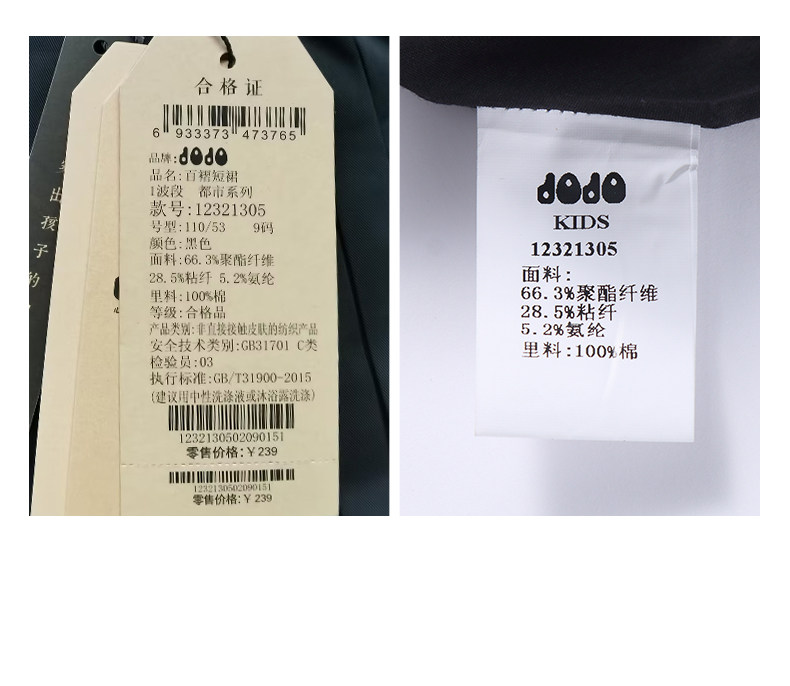 合格证
6 933373 473765
品牌:dodo
品名:百褶短裙
1波段 都市系列
款号:12321305
号型:110/53 9码
颜色:黑色
面料:66.3%聚酯纤维
28.5%粘纤 5.2%氨纶
里料:100%棉
等级:合格品
产品类别:非直接接触皮肤的纺织产品
安全技术类别:GB31701 C类
检验员:03
执行标准:GB/T31900-2015
(建议用中性洗涤液或沐浴露洗涤)
1232130502090151
零售价格:￥239
1232130502090151
零售价格:￥239
出
孩
子
的
dodo
KIDS
12321305
面料:
66.3%聚酯纤维
28.5%粘纤
5.2%氨纶
里料:100%棉